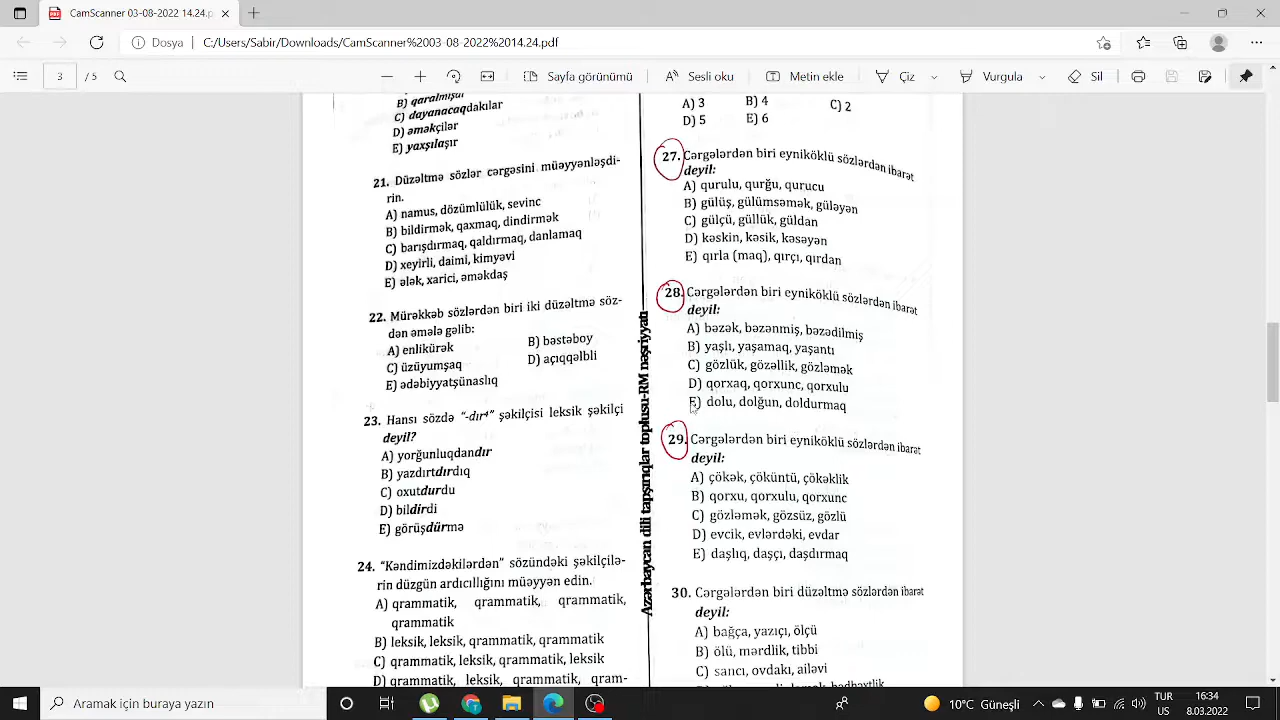 CamScanner 03-08-2022 14.24.p
Dosya
C:/Users/Sabir/Downloads/CamScanner%2003-08-2022%2014.24.pdf
3 / 5
Sayfa görünümü
Sesli oku
Metin ekle
Çiz
Vurgula
Sil
B) qaralmışdı
C) dayanacaqdakılar
D) əməkçilər
E) yaxşılaşır
21. Düzəltmə sözlər cərgəsini müəyyənləşdi-
rin.
A) namus, dözümlülük, sevinc
B) bildirmək, qaxmaq, dindirmək
C) barışdırmaq, qaldırmaq, danlamaq
D) xeyirli, daimi, kimyəvi
E) ələk, xarici, əməkdaş
22. Mürəkkəb sözlərdən biri iki düzəltmə söz-
dən əmələ gəlib:
A) enlikürək
B) bəstəboy
C) üzüyumşaq
D) açıqqəlbli
E) ədəbiyyatşünaslıq
23. Hansı sözdə "-dır⁴" şəkilçisi leksik şəkilçi
deyil?
A) yorğunluqdandır
B) yazdırtdırdıq
C) oxutdurdu
D) bildirdi
E) görüşdürmə
24. "Kəndimizdəkilərdən" sözündəki şəkilçilə-
rin düzgün ardıcıllığını müəyyən edin.
A) qrammatik, qrammatik, qrammatik,
qrammatik
B) leksik, leksik, qrammatik, qrammatik
C) qrammatik, leksik, qrammatik, leksik
D) qrammatik, leksik, qrammatik, qram-
Azərbaycan dili tapşırıqlar toplusu-RM nəşriyyatı
A) 3
B) 4
C) 2
D) 5
E) 6
27. Cərgələrdən biri eyniköklü sözlərdən ibarət
deyil:
A) qurulu, qurğu, qurucu
B) gülüş, gülümsəmək, güləyən
C) gülçü, güllük, güldan
D) kəskin, kəsik, kəsəyən
E) qırla (maq), qırçı, qırdan
28. Cərgələrdən biri eyniköklü sözlərdən ibarət
deyil:
A) bəzək, bəzənmiş, bəzədilmiş
B) yaşlı, yaşamaq, yaşantı
C) gözlük, gözəllik, gözləmək
D) qorxaq, qorxunc, qorxulu
E) dolu, dolğun, doldurmaq
29. Cərgələrdən biri eyniköklü sözlərdən ibarət
deyil:
A) çökək, çöküntü, çökəklik
B) qorxu, qorxulu, qorxunc
C) gözləmək, gözsüz, gözlü
D) evcik, evlərdəki, evdar
E) daşlıq, daşçı, daşdırmaq
30. Cərgələrdən biri düzəltmə sözlərdən ibarət
deyil:
A) bağça, yazıçı, ölçü
B) ölü, mərdlik, tibbi
C) sancı, ovdakı, ailəvi
Aramak için buraya yazın
10°C Güneşli
TUR
US
16:34
8.03.2022